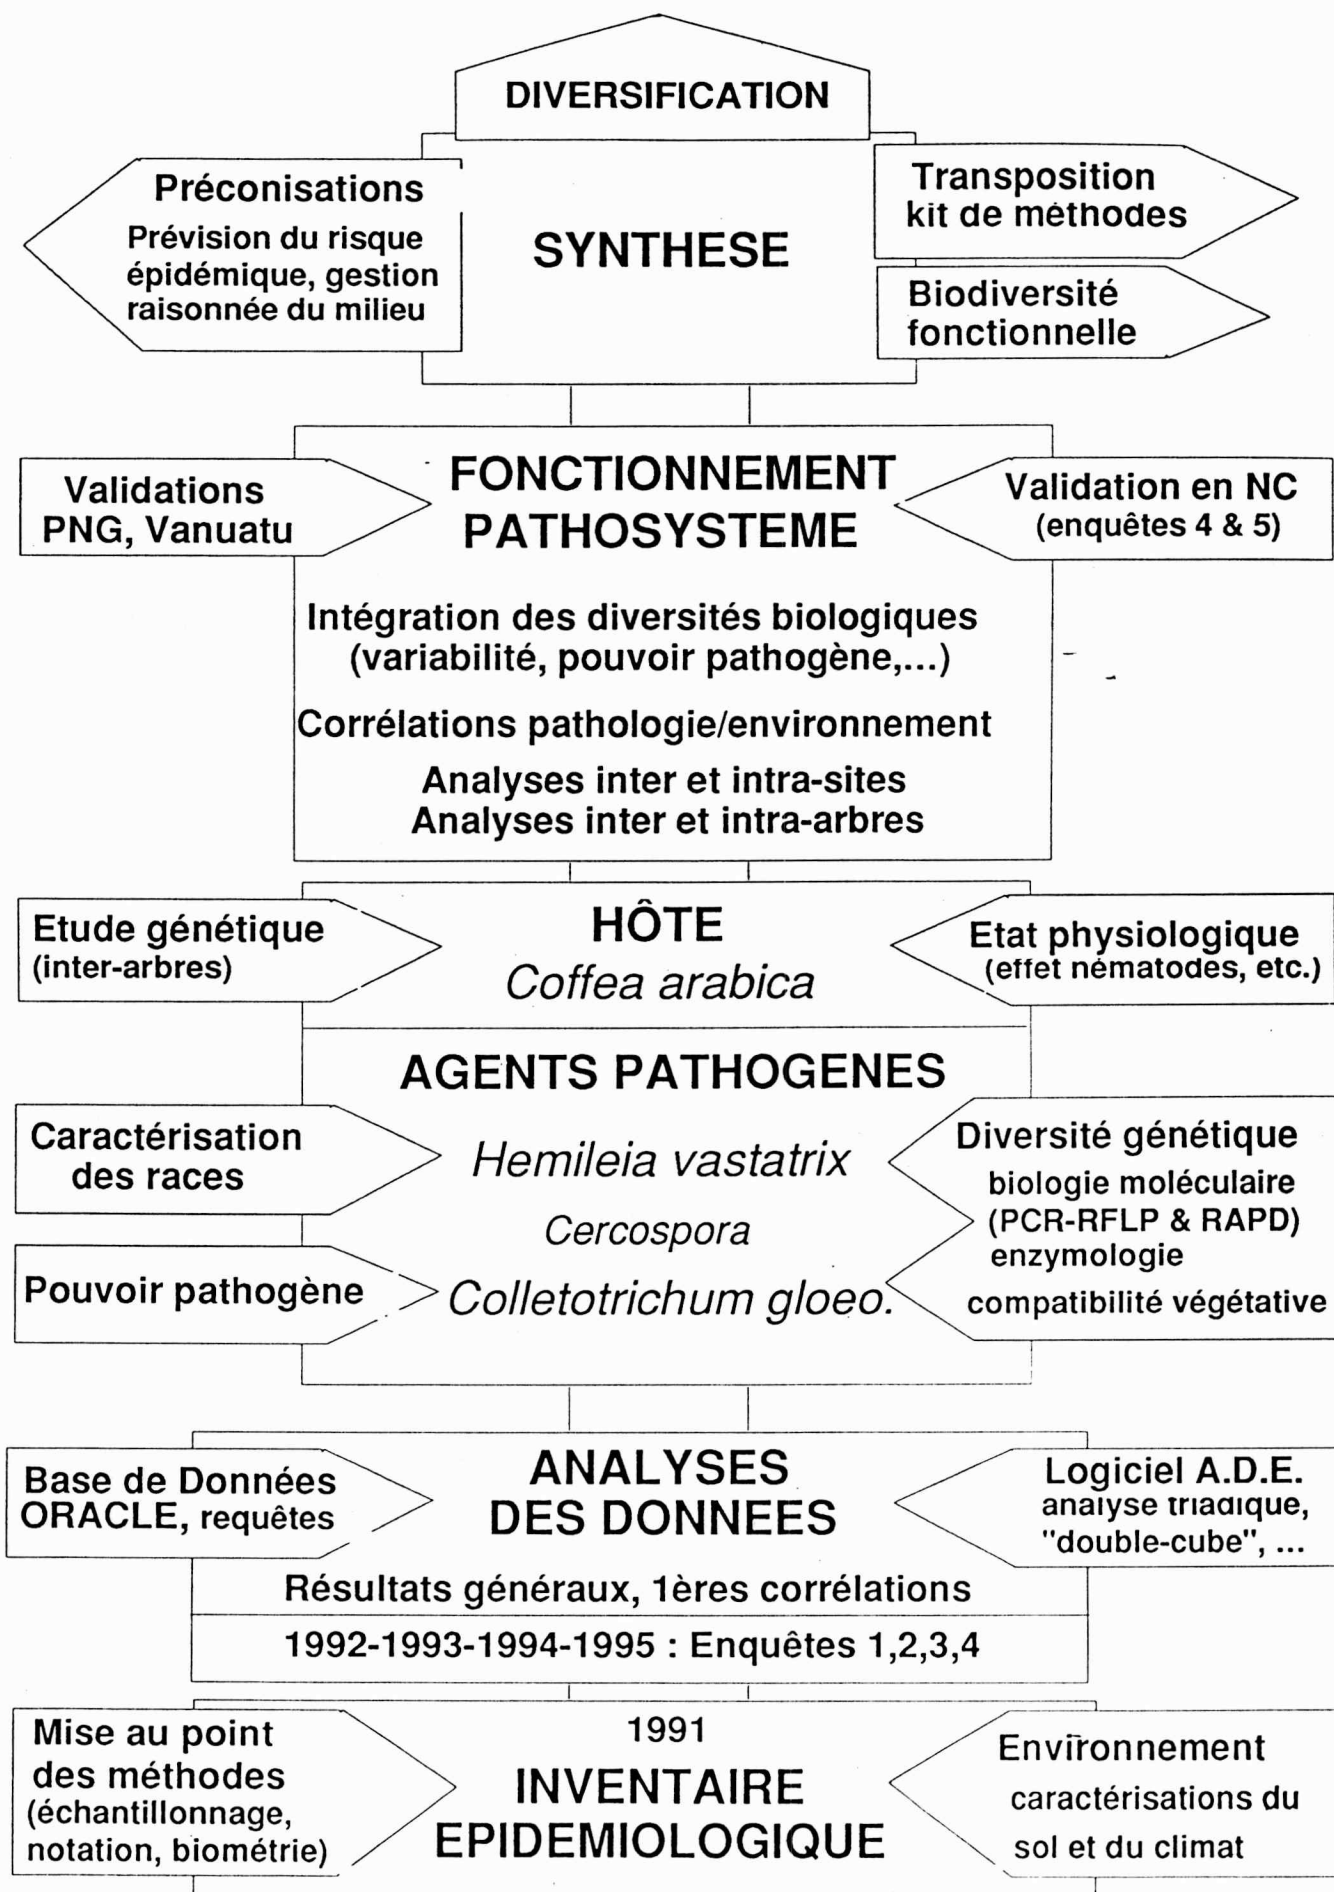 DIVERSIFICATION
Préconisations
Prévision du risque
épidémique, gestion
raisonnée du milieu
SYNTHESE
Transposition
kit de méthodes
Biodiversité
fonctionnelle
Validations
PNG, Vanuatu
FONCTIONNEMENT
PATHOSYSTEME
Validation en NC
(enquêtes 4 & 5)
Intégration des diversités biologiques
(variabilité, pouvoir pathogène,...)
Corrélations pathologie/environnement
Analyses inter et intra-sites
Analyses inter et intra-arbres
Etude génétique
(inter-arbres)
HÔTE
Coffea arabica
Etat physiologique
(effet nématodes, etc.)
AGENTS PATHOGENES
Caractérisation
des races
Hemileia vastatrix
Cercospora
Colletotrichum gloeo.
Pouvoir pathogène
Diversité génétique
biologie moléculaire
(PCR-RFLP & RAPD)
enzymologie
compatibilité végétative
Base de Données
ORACLE, requêtes
ANALYSES
DES DONNEES
Logiciel A.D.E.
analyse triadique,
"double-cube", ...
Résultats généraux, 1ères corrélations
1992-1993-1994-1995 : Enquêtes 1,2,3,4
Mise au point
des méthodes
(échantillonnage,
notation, biométrie)
1991
INVENTAIRE
EPIDEMIOLOGIQUE
Environnement
caractérisations du
sol et du climat